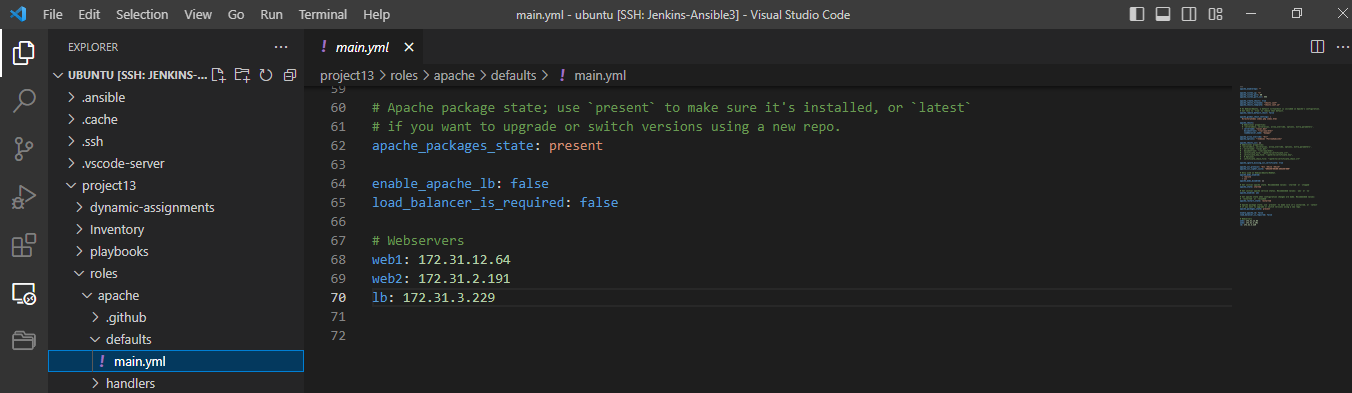 File Edit Selection View Go Run Terminal Help
main.yml - ubuntu [SSH: Jenkins-Ansible3] - Visual Studio Code
EXPLORER
UBUNTU [SSH: JENKINS-...
.ansible
.cache
.ssh
.vscode-server
project13
dynamic-assignments
Inventory
playbooks
roles
apache
.github
defaults
! main.yml
handlers
! main.yml
project13 > roles > apache > defaults > ! main.yml
59
60 # Apache package state; use `present` to make sure it's installed, or `latest`
61 # if you want to upgrade or switch versions using a new repo.
62 apache_packages_state: present
63
64 enable_apache_lb: false
65 load_balancer_is_required: false
66
67 # Webservers
68 web1: 172.31.12.64
69 web2: 172.31.2.191
70 lb: 172.31.3.229
71
72